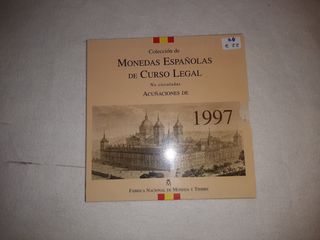 Colección de
MONEDAS ESPAÑOLAS
DE CURSO LEGAL
No circuladas
ACUÑACIONES DE
1997
FÁBRICA NACIONAL DE MONEDA Y TIMBRE